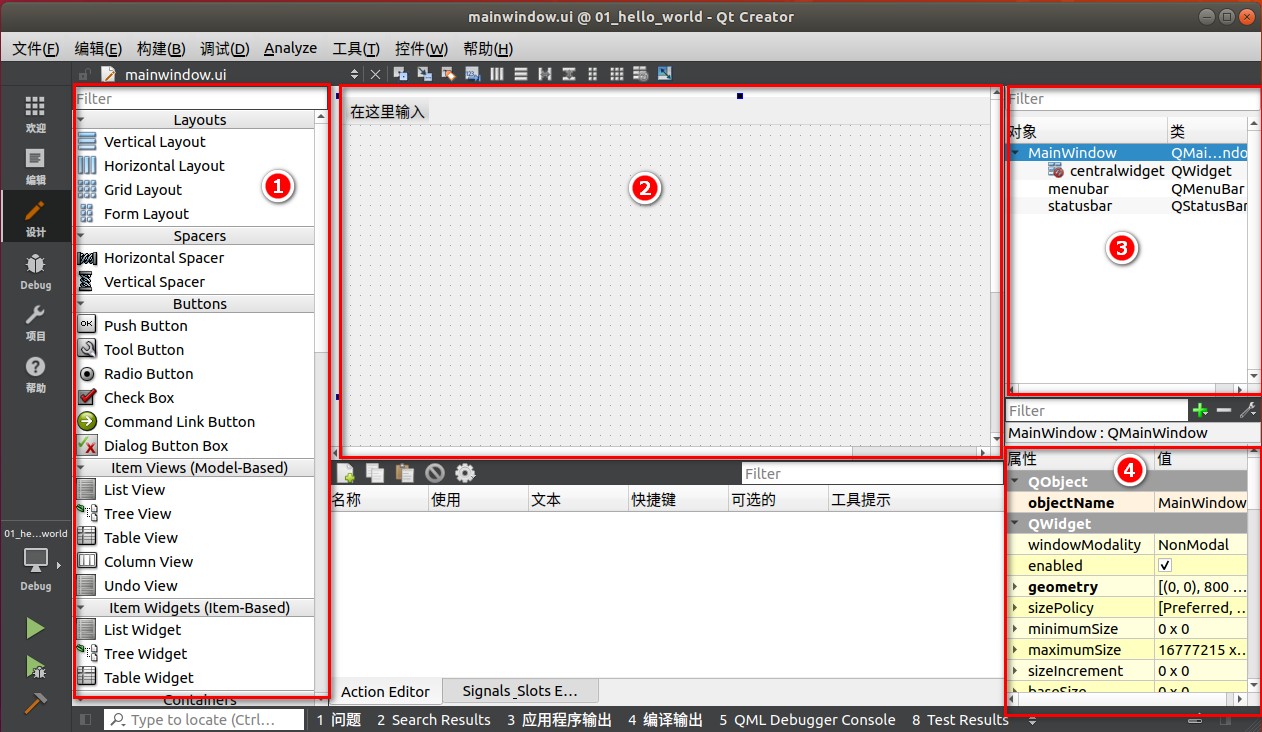 mainwindow.ui @ 01_hello_world - Qt Creator
文件(F) 编辑(E) 构建(B) 调试(D) Analyze 工具(T) 控件(W) 帮助(H)
mainwindow.ui
欢迎
编辑
设计
Debug
项目
帮助
01_he...world
Debug
Filter
Layouts
Vertical Layout
Horizontal Layout
Grid Layout
Form Layout
Spacers
Horizontal Spacer
Vertical Spacer
Buttons
OK Push Button
Tool Button
Radio Button
Check Box
Command Link Button
Dialog Button Box
Item Views (Model-Based)
List View
Tree View
Table View
Column View
Undo View
Item Widgets (Item-Based)
List Widget
Tree Widget
Table Widget
Containers
1
在这里输入
2
Filter
名称 使用 文本 快捷键 可选的 工具提示
Action Editor Signals_Slots E...
Filter
对象 类
MainWindow QMai...ndo
centralwidget QWidget
menubar QMenuBar
statusbar QStatusBar
3
Filter
MainWindow : QMainWindow
属性 值
4
QObject
objectName MainWindow
QWidget
windowModality NonModal
enabled
geometry [(0, 0), 800 ...
sizePolicy [Preferred, ...
minimumSize 0 x 0
maximumSize 16777215 x...
sizeIncrement 0 x 0
baseSize 0 x 0
Type to locate (Ctrl... 1 问题 2 Search Results 3 应用程序输出 4 编译输出 5 QML Debugger Console 8 Test Results